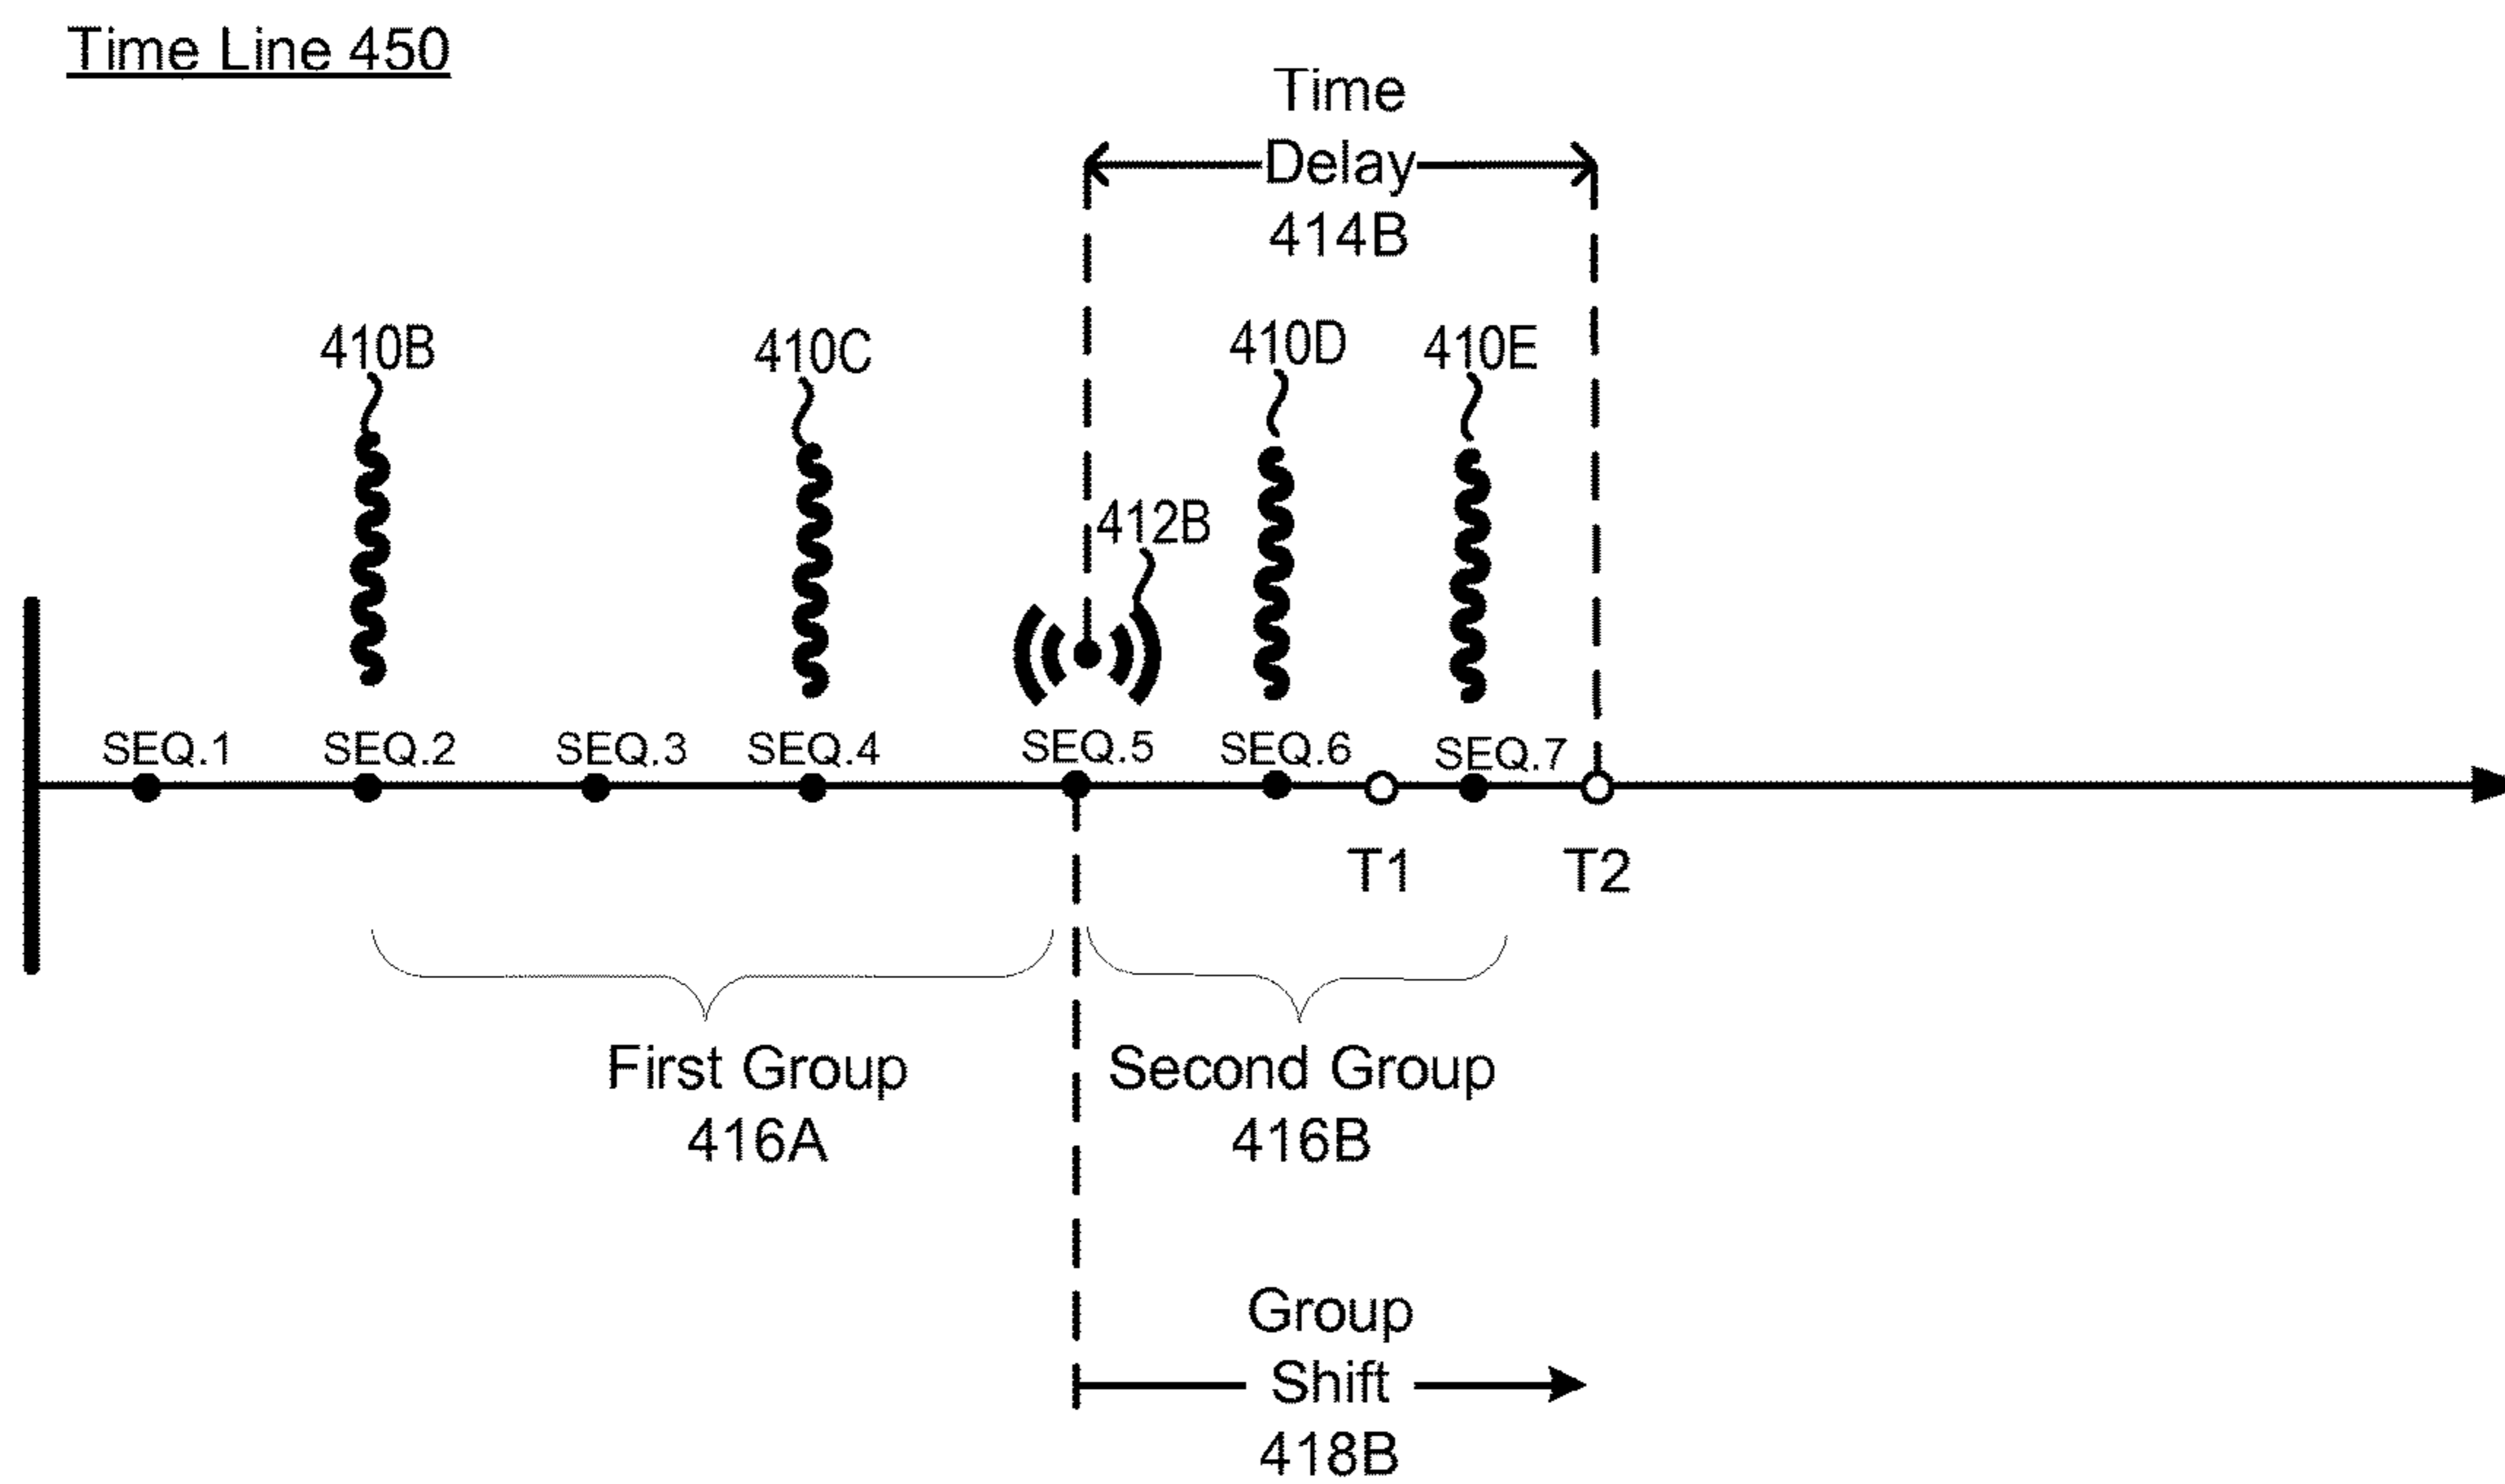 Time Line 450
Time
Delay
414B
410B
410C
410D
410E
412B
SEQ.1
SEQ.2
SEQ.3
SEQ.4
SEQ.5
SEQ.6
SEQ.7
T1
T2
First Group
416A
Second Group
416B
Group
Shift
418B